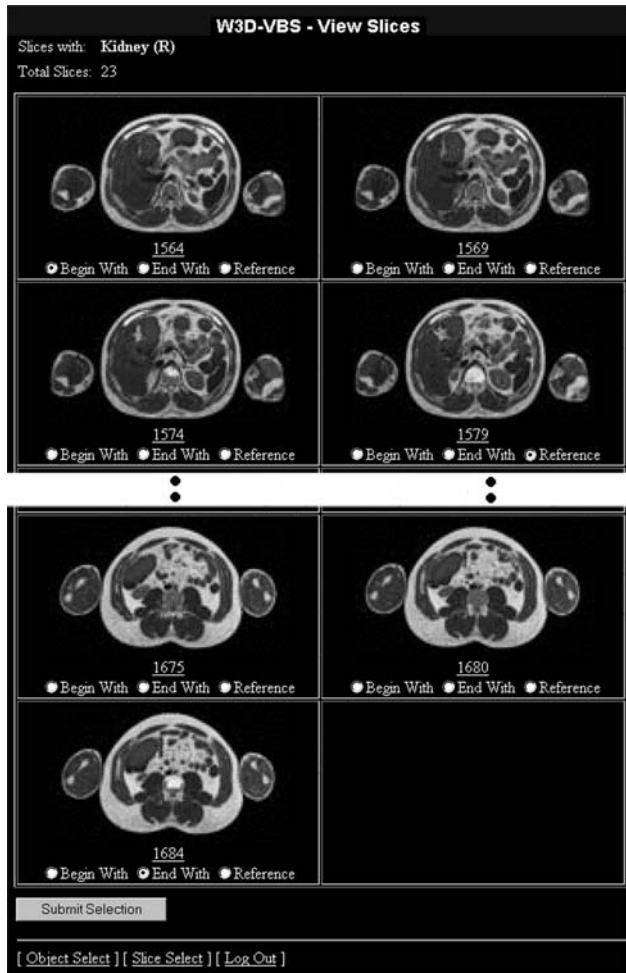 W3D-VBS - View Slices
Slices with: Kidney (R)
Total Slices: 23
1564
Begin With End With Reference
1569
Begin With End With Reference
1574
Begin With End With Reference
1579
Begin With End With Reference
1675
Begin With End With Reference
1680
Begin With End With Reference
1684
Begin With End With Reference
Submit Selection
[ Object Select ] [ Slice Select ] [ Log Out ]